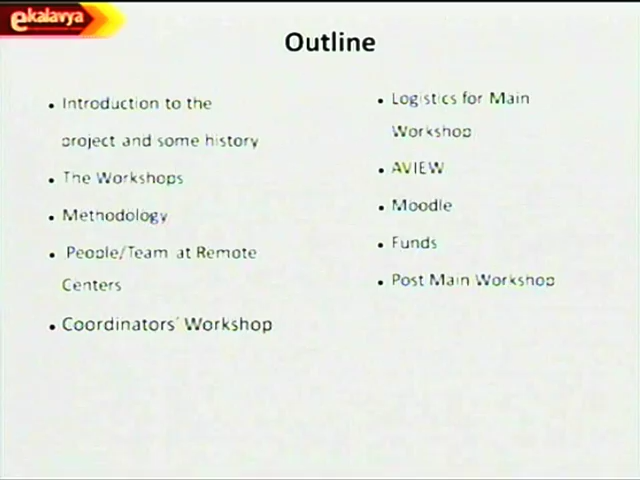 ekalavya
Outline
• Introduction to the
project and some history
• The Workshops
• Methodology
• People/Team at Remote
Centers
• Coordinators' Workshop
• Logistics for Main
Workshop
• AVIEW
• Moodle
• Funds
• Post Main Workshop